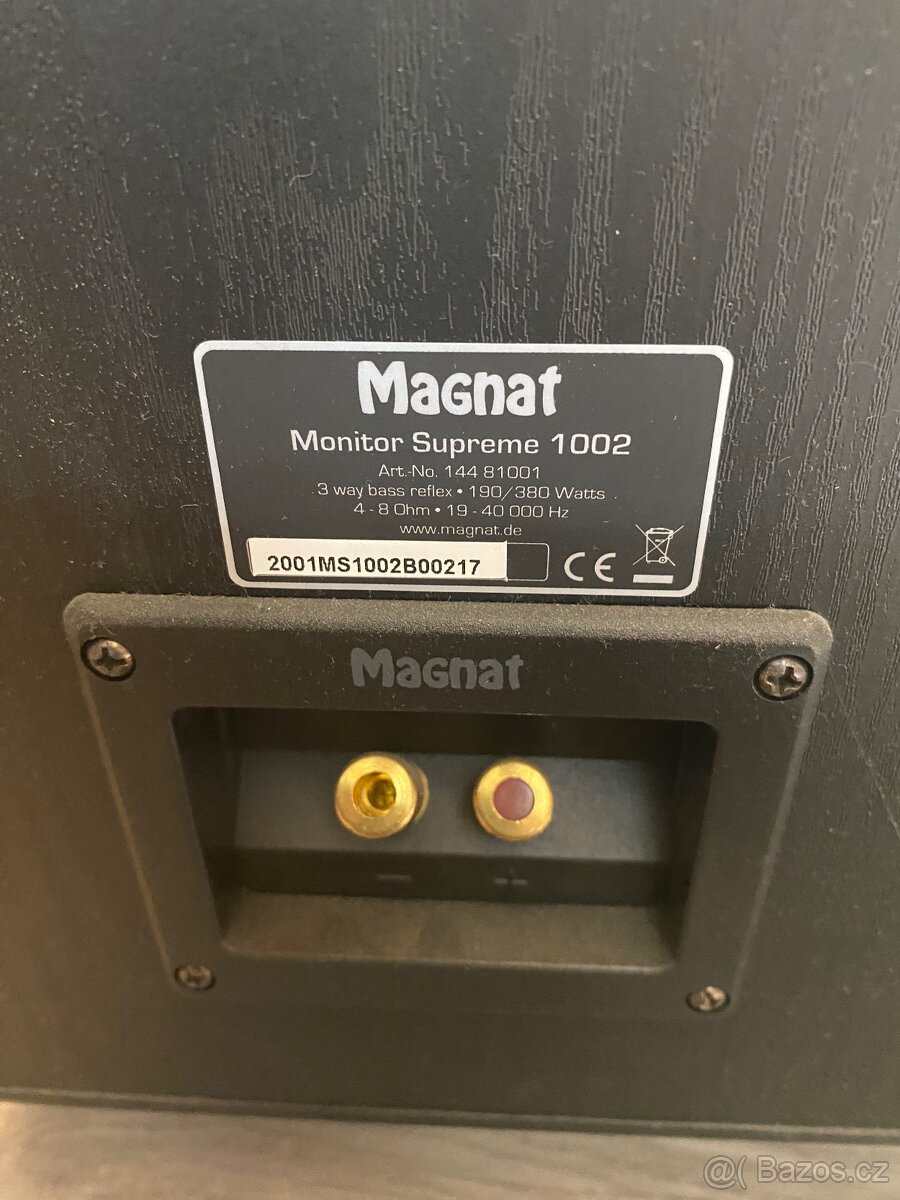 Magnat
Monitor Supreme 1002
Art.-No. 144 81001
3 way bass reflex • 190/380 Watts
4 - 8 Ohm • 19 - 40 000 Hz
www.magnat.de
2001MS1002B00217 CE
Magnat
− +
@( Bazos.cz